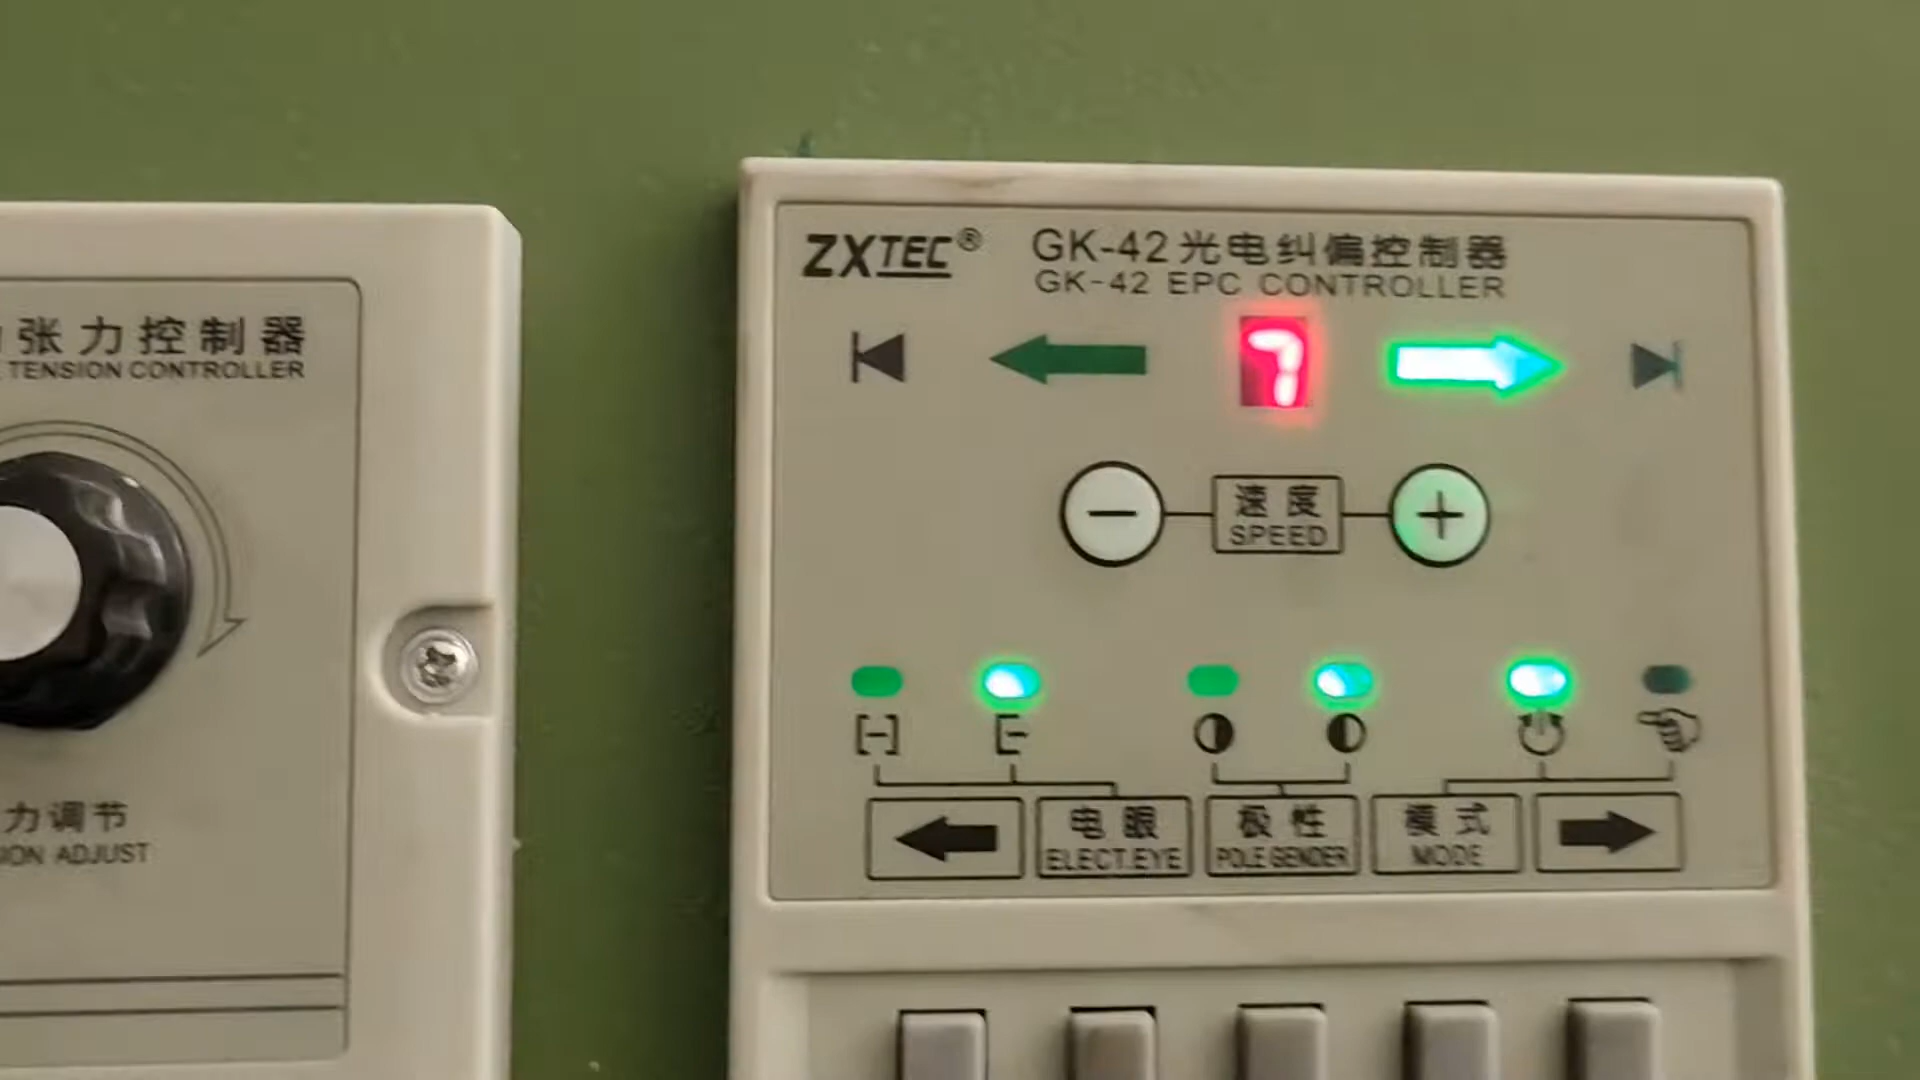 张力控制器
TENSION CONTROLLER
力调节
ION ADJUST
ZXTEC®
GK-42光电纠偏控制器
GK-42 EPC CONTROLLER
7
速度
SPEED
电眼
ELECT.EYE
极性
POLE GENDER
模式
MODE